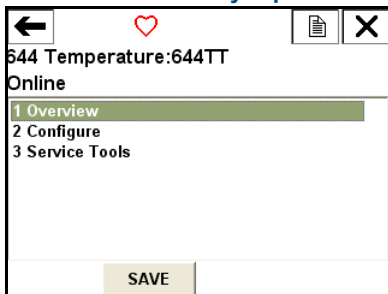 644 Temperature:644TT
Online
1 Overview
2 Configure
3 Service Tools
SAVE